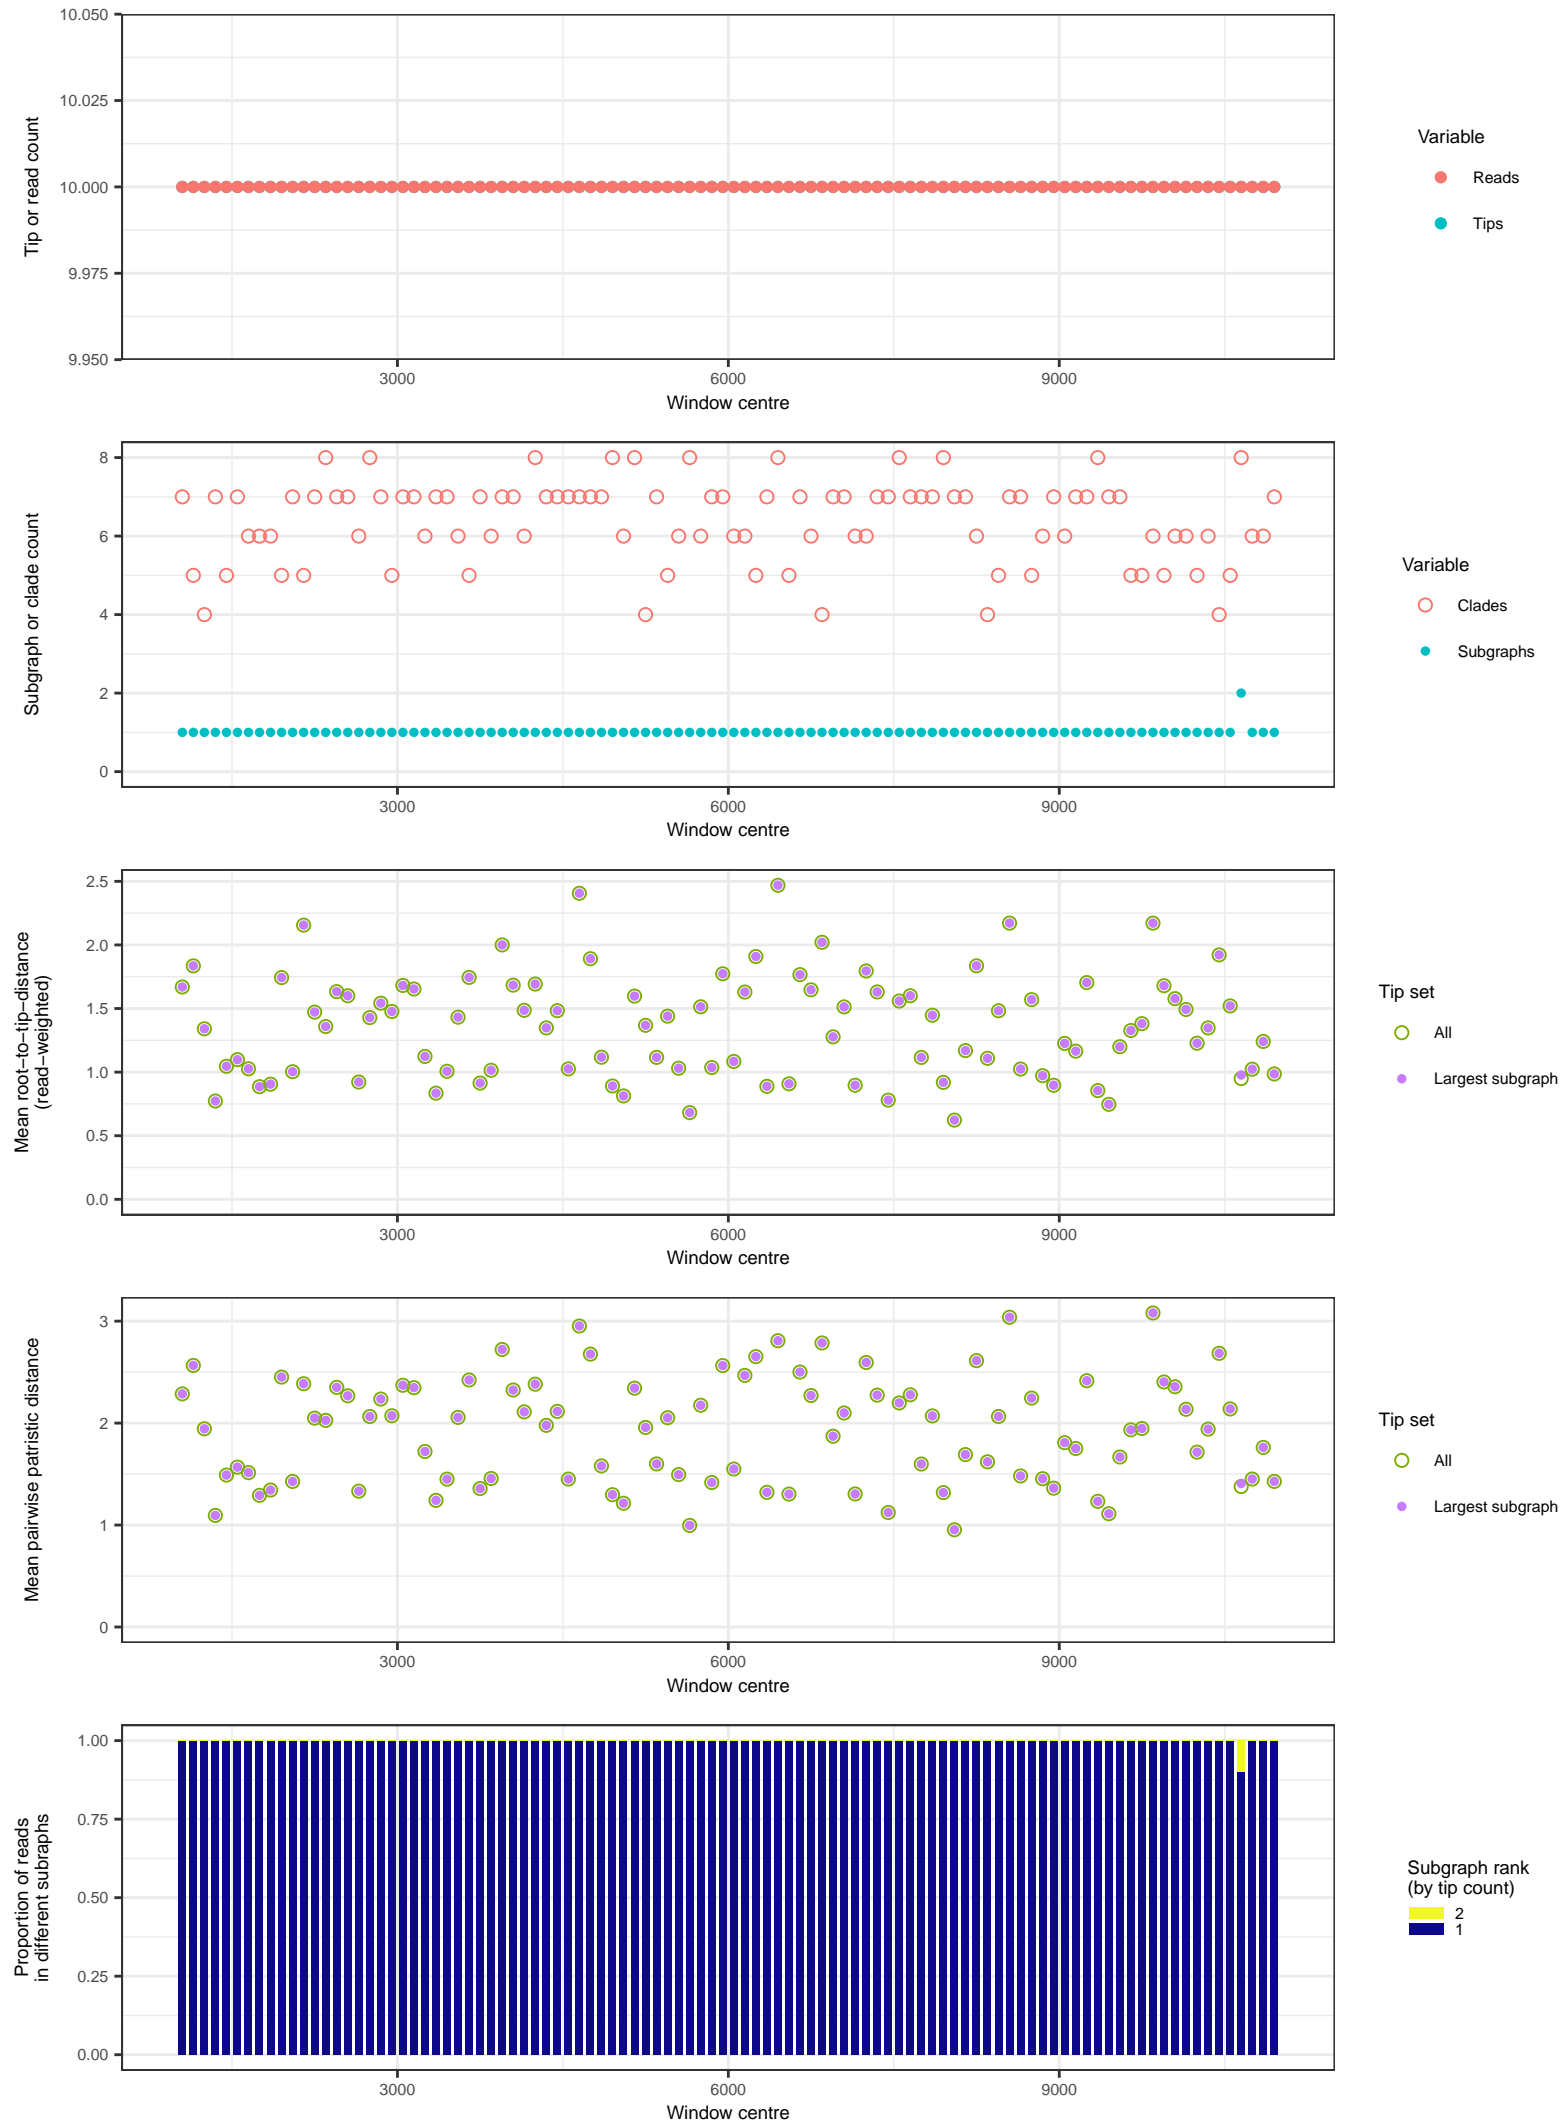 10.050
10.025
10.000
9.975
9.950
Tip or read count
3000 6000 9000
Window centre
Variable
Reads
Tips
8
6
4
2
0
Subgraph or clade count
3000 6000 9000
Window centre
Variable
Clades
Subgraphs
2.5
2.0
1.5
1.0
0.5
0.0
Mean root−to−tip−distance
(read−weighted)
3000 6000 9000
Window centre
Tip set
All
Largest subgraph
3
2
1
0
Mean pairwise patristic distance
3000 6000 9000
Window centre
Tip set
All
Largest subgraph
1.00
0.75
0.50
0.25
0.00
Proportion of reads
in different subraphs
3000 6000 9000
Window centre
Subgraph rank
(by tip count)
2
1